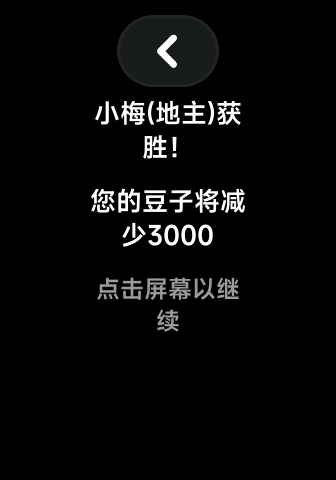 小梅(地主)获
胜！
您的豆子将减
少3000
点击屏幕以继
续